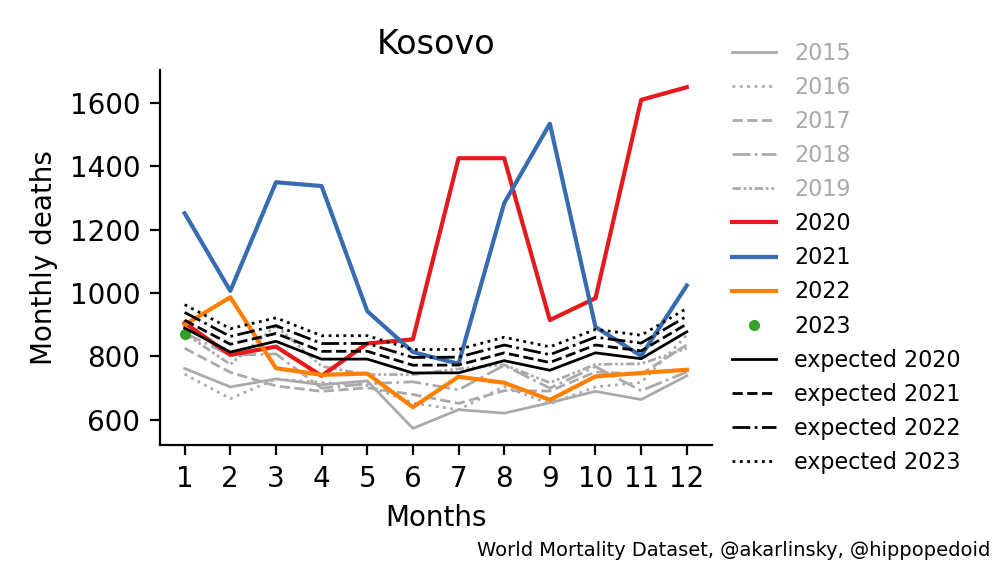 Kosovo
Monthly deaths
1600
1400
1200
1000
800
600
1 2 3 4 5 6 7 8 9 10 11 12
Months
2015
2016
2017
2018
2019
2020
2021
2022
2023
expected 2020
expected 2021
expected 2022
expected 2023
World Mortality Dataset, @akarlinsky, @hippopedoid